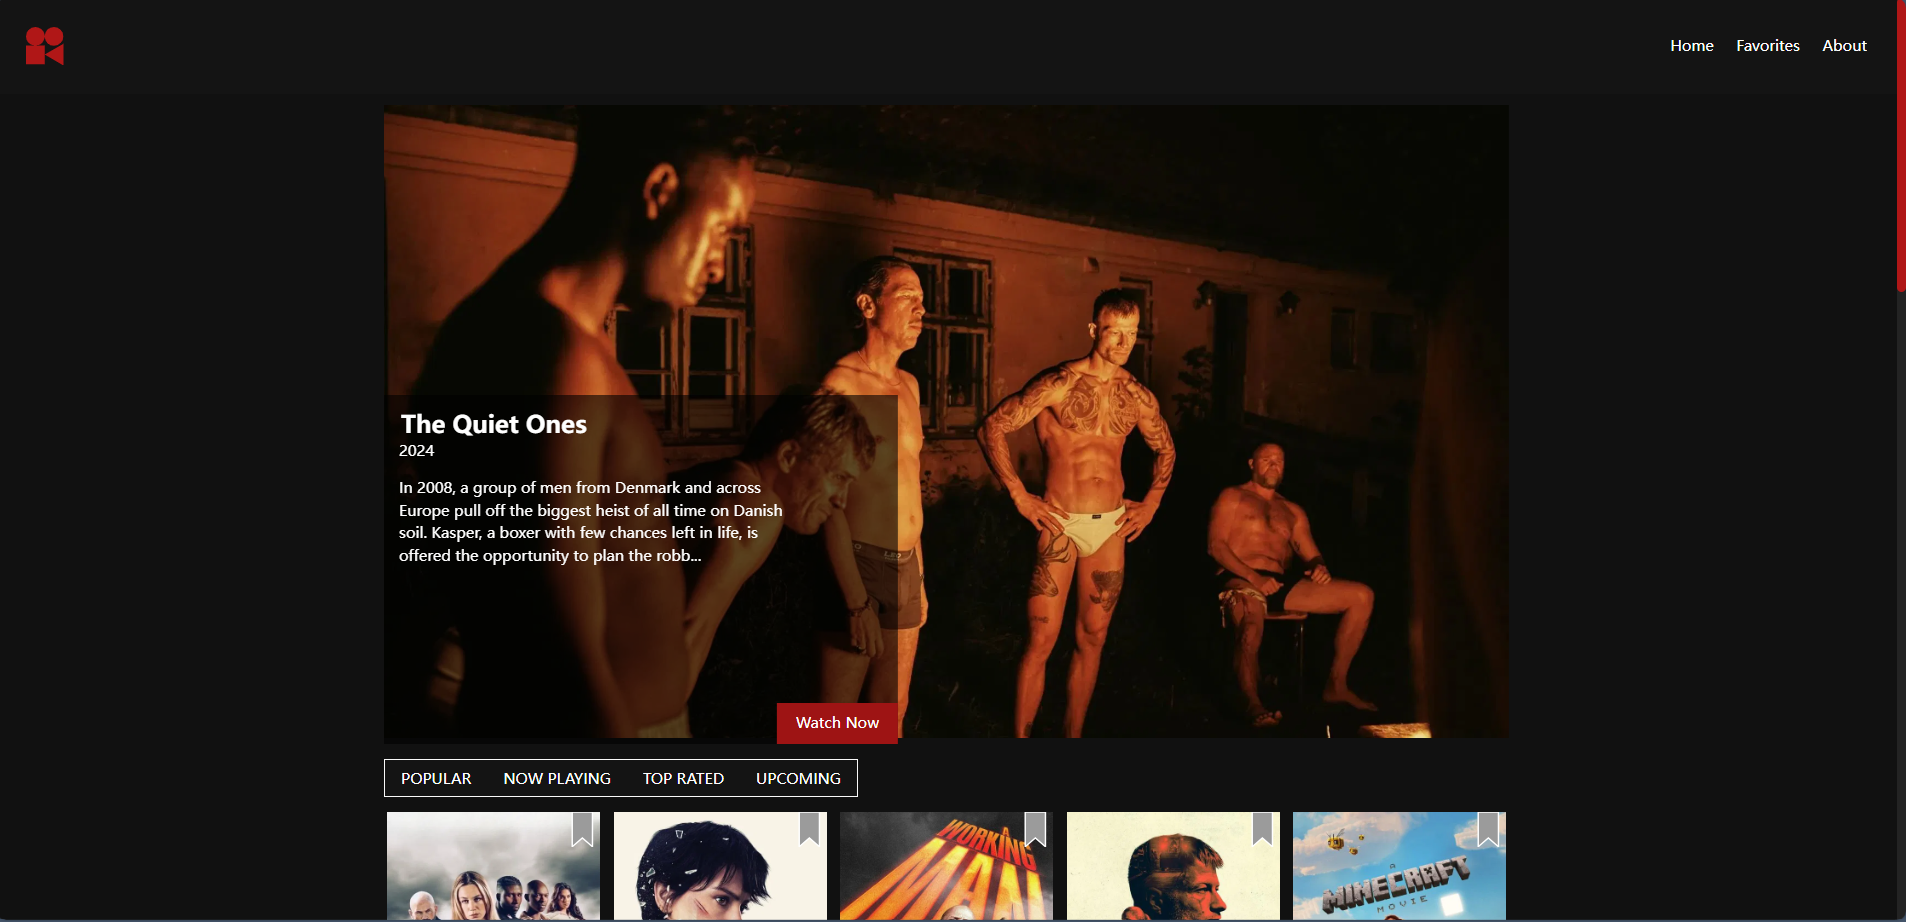 Home Favorites About
The Quiet Ones
2024
In 2008, a group of men from Denmark and across
Europe pull off the biggest heist of all time on Danish
soil. Kasper, a boxer with few chances left in life, is
offered the opportunity to plan the robb...
Watch Now
POPULAR NOW PLAYING TOP RATED UPCOMING
A
WORKING
MAN
A
MINECRAFT
MOVIE